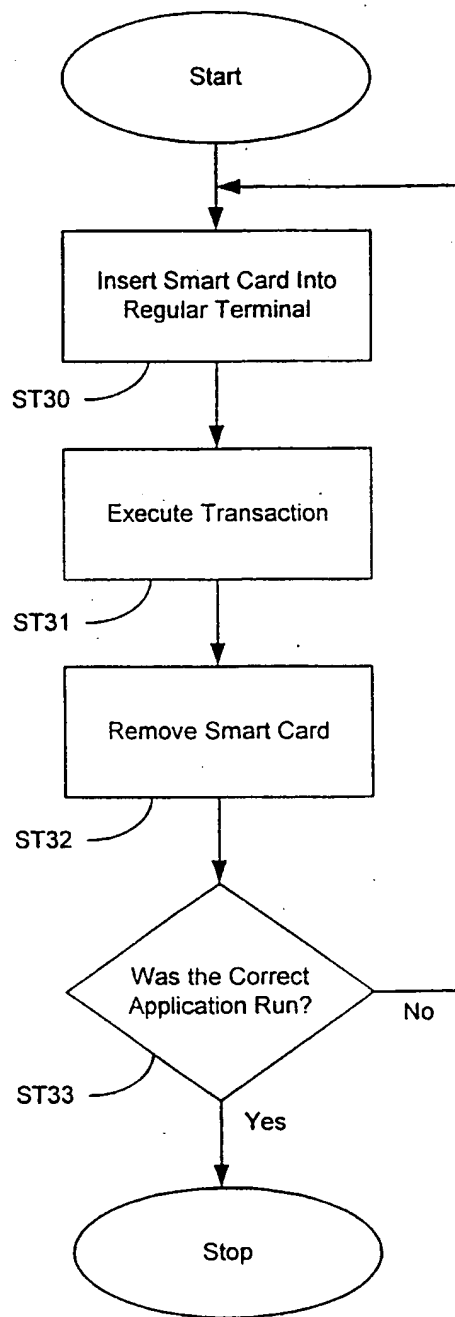 Start
Insert Smart Card Into
Regular Terminal
ST30
Execute Transaction
ST31
Remove Smart Card
ST32
Was the Correct
Application Run?
No
ST33
Yes
Stop